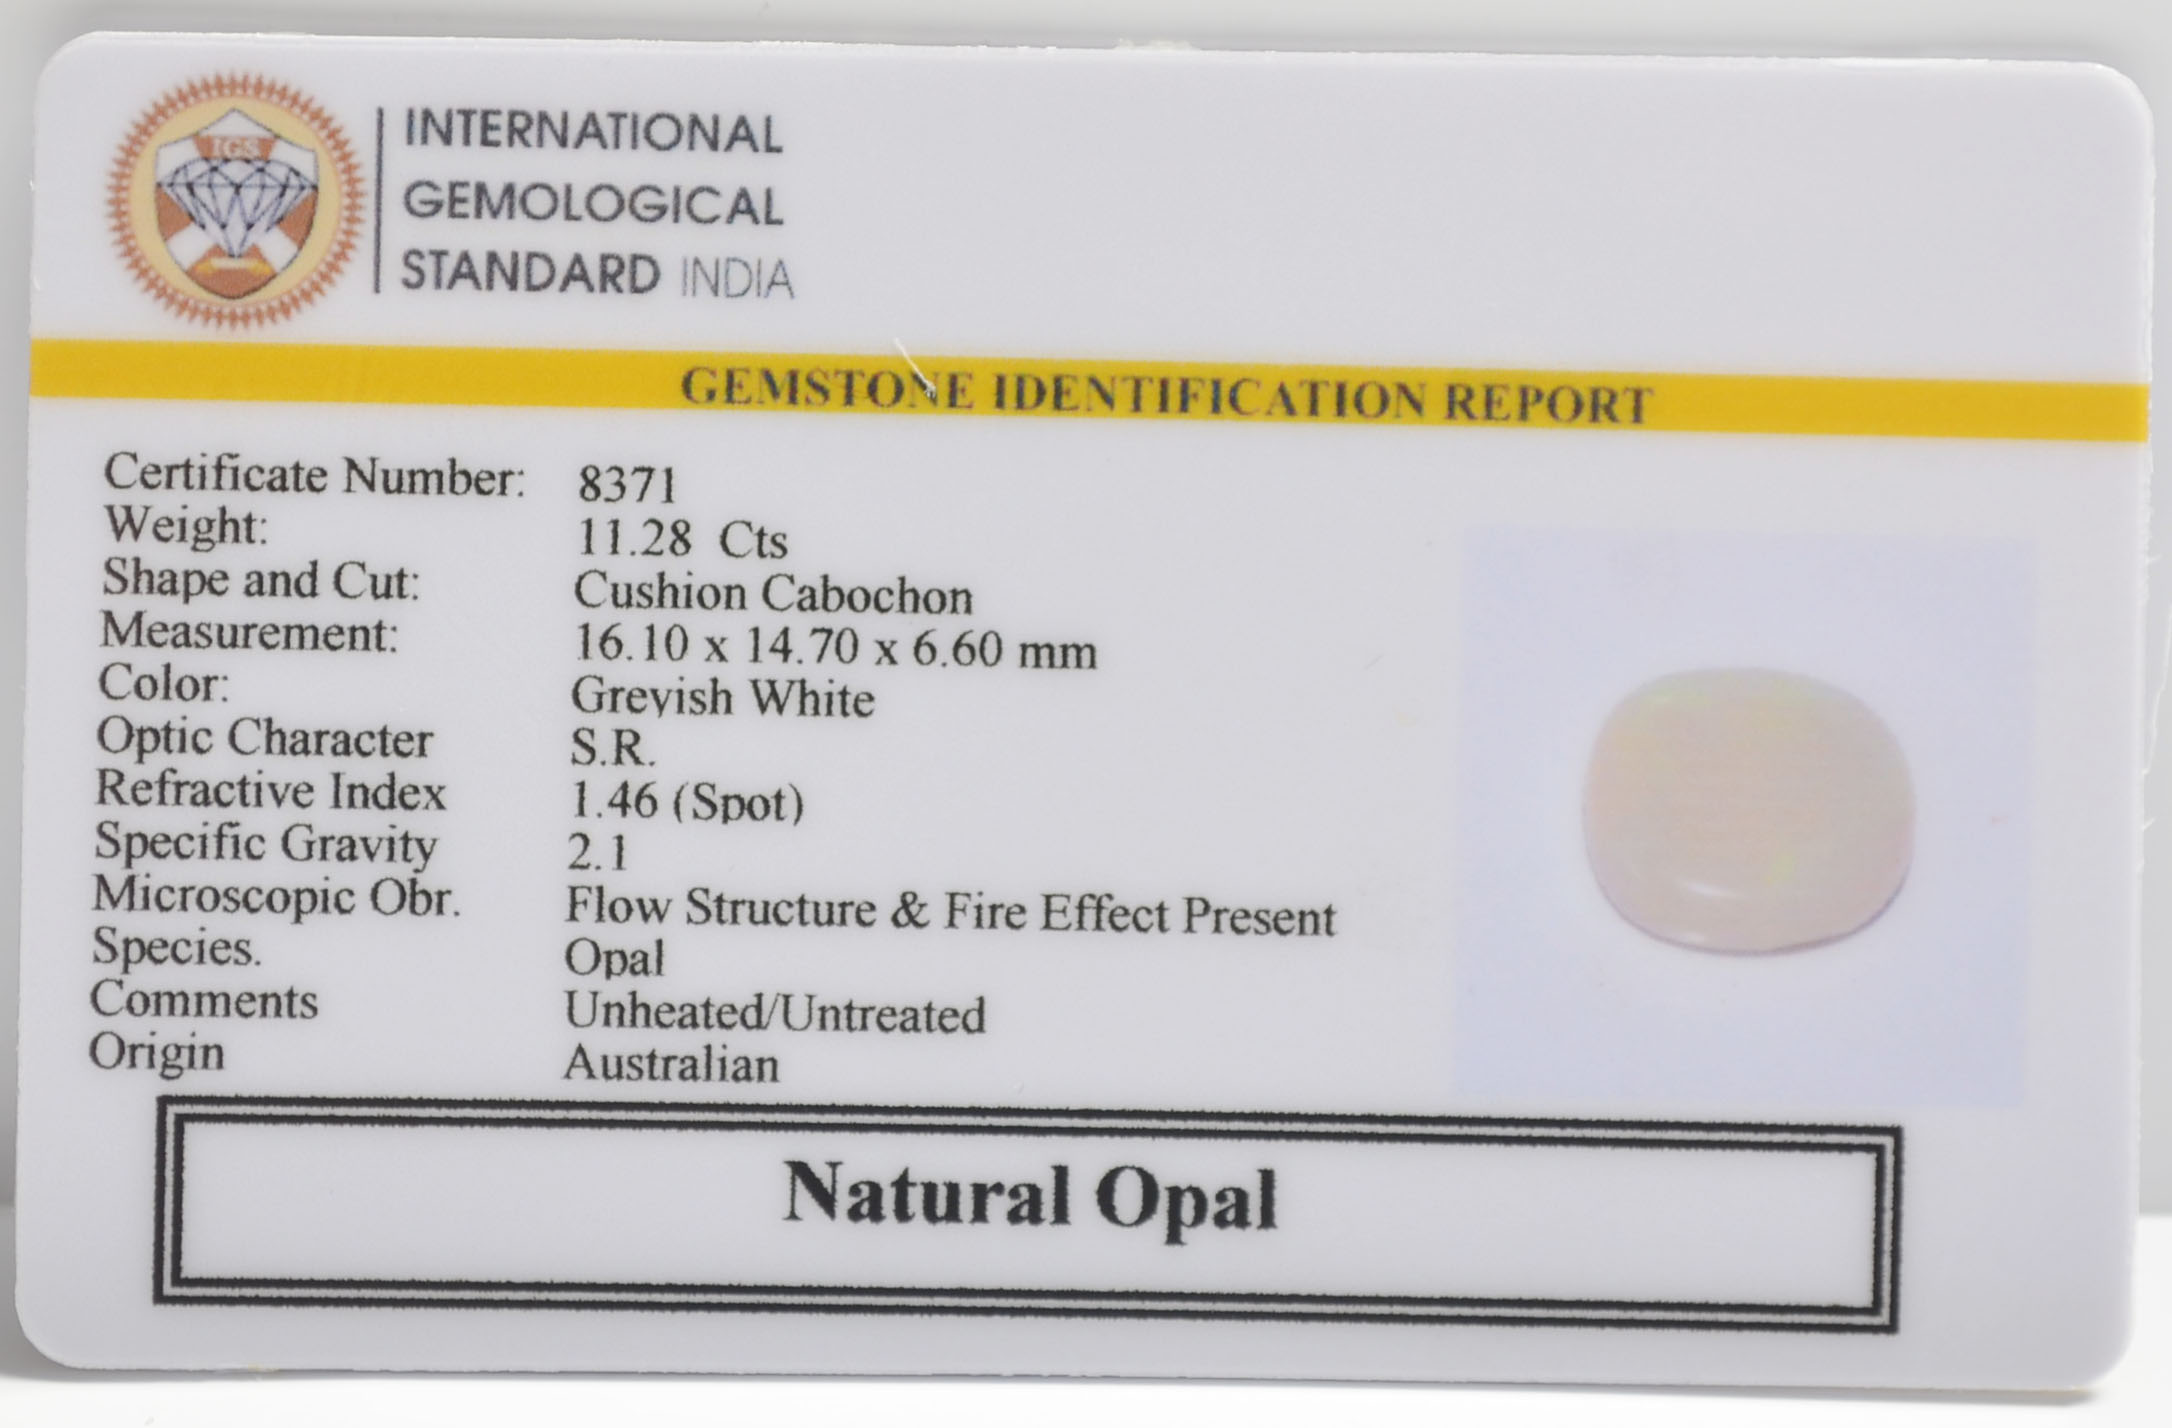 IGS
INTERNATIONAL
GEMOLOGICAL
STANDARD INDIA
GEMSTONE IDENTIFICATION REPORT
Certificate Number: 8371
Weight: 11.28 Cts
Shape and Cut: Cushion Cabochon
Measurement: 16.10 x 14.70 x 6.60 mm
Color: Greyish White
Optic Character S.R.
Refractive Index 1.46 (Spot)
Specific Gravity 2.1
Microscopic Obr. Flow Structure & Fire Effect Present
Species. Opal
Comments Unheated/Untreated
Origin Australian
Natural Opal